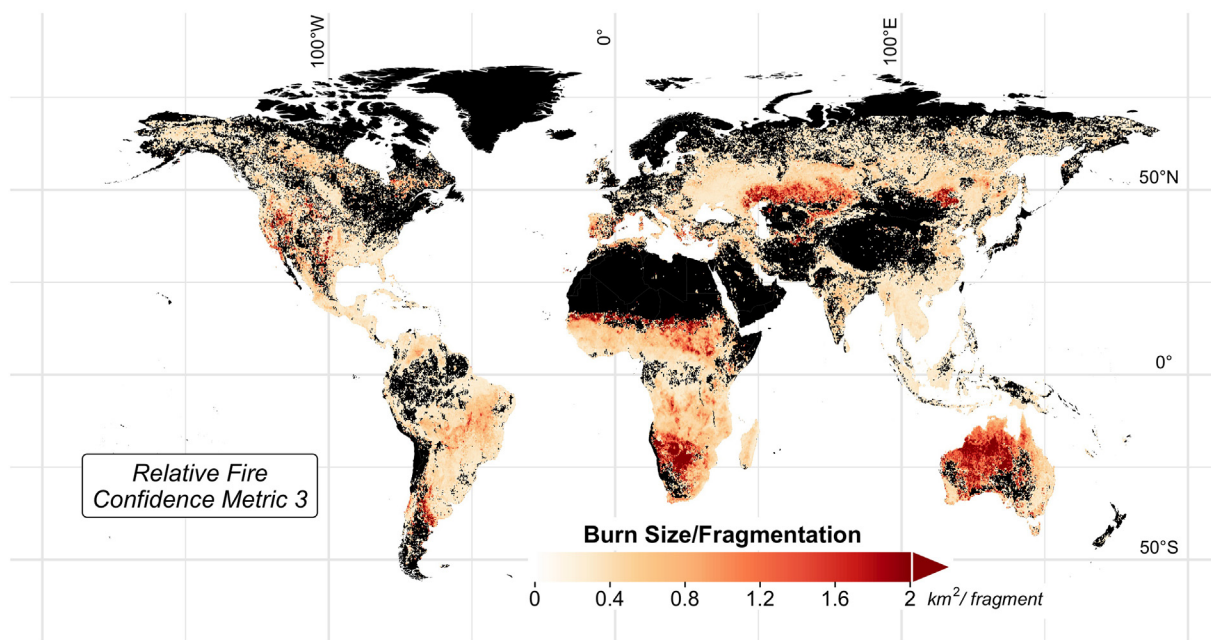 100°W
0°
100°E
50°N
0°
50°S
Relative Fire
Confidence Metric 3
Burn Size/Fragmentation
0 0.4 0.8 1.2 1.6 2 km²/ fragment